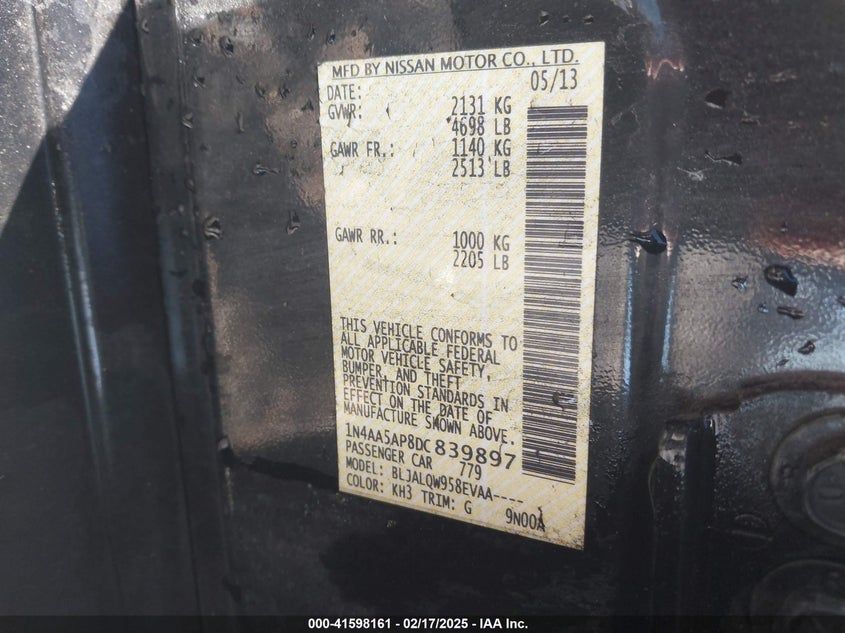 MFD BY NISSAN MOTOR CO., LTD.
DATE: 05/13
GVWR: 2131 KG
4698 LB
GAWR FR.: 1140 KG
2513 LB
GAWR RR.: 1000 KG
2205 LB
THIS VEHICLE CONFORMS TO
ALL APPLICABLE FEDERAL
MOTOR VEHICLE SAFETY,
BUMPER, AND THEFT
PREVENTION STANDARDS IN
EFFECT ON THE DATE OF
MANUFACTURE SHOWN ABOVE.
1N4AA5AP8DC839897
PASSENGER CAR 779
MODEL: BLJALQW958EVAA----
COLOR: KH3 TRIM: G 9N00A
000-41598161 - 02/17/2025 - IAA Inc.